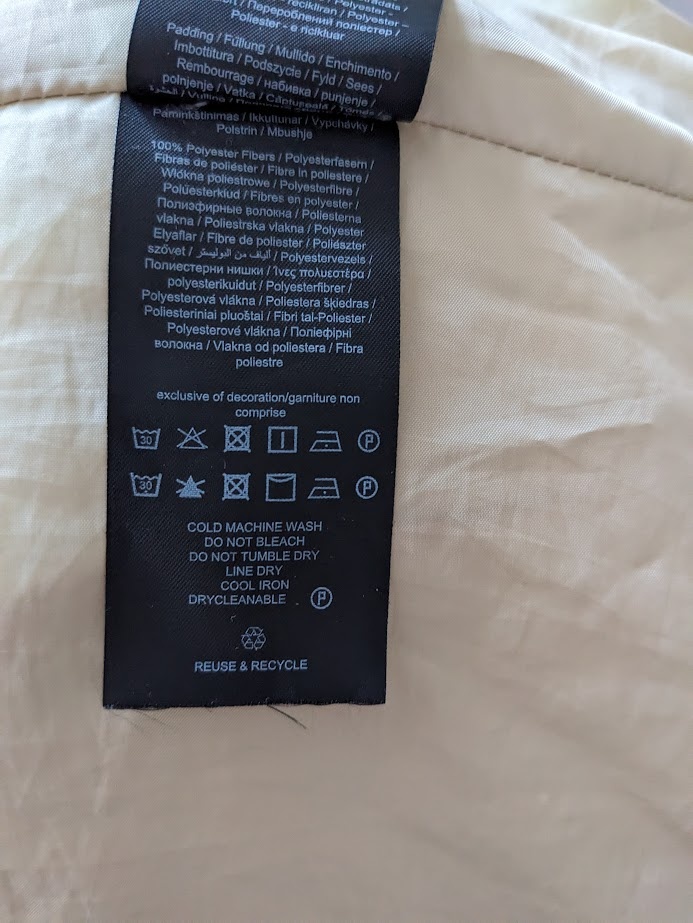 Poliester - e ricikluar
Padding / Füllung / Mullido / Enchimento /
Imbottitura / Podszycie / Fyld / Sees /
Rembourrage / набивка / punjenje /
polnjenje / Vatka /
Paminkštinimas / Ikkuttunar / Vypchávky /
Polstrin / Mbushje
100% Polyester Fibers / Polyesterfasern /
Fibras de poliéster / Fibre in poliestere /
Włókna poliestrowe / Polyesterfibre /
Polüesterkiud / Fibres en polyester /
Полиэфирные волокна / Poliesterna
vlakna / Poliestrska vlakna / Polyester
Elyaflar / Fibre de poliester / Poliészter
szövet / ألياف من البوليستر / Polyestervezels /
Полиестерни нишки / Ίνες πολυεστέρα /
polyesterikuidut / Polyesterfibrer /
Polyesterová vlákna / Poliestera šķiedras /
Poliesteriniai pluoštai / Fibri tal-Poliester /
Polyesterové vlákna / Поліефірні
волокна / Vlakna od poliestera / Fibra
poliestre
exclusive of decoration/garniture non
comprise
30 P
30 P
COLD MACHINE WASH
DO NOT BLEACH
DO NOT TUMBLE DRY
LINE DRY
COOL IRON
DRYCLEANABLE P
REUSE & RECYCLE